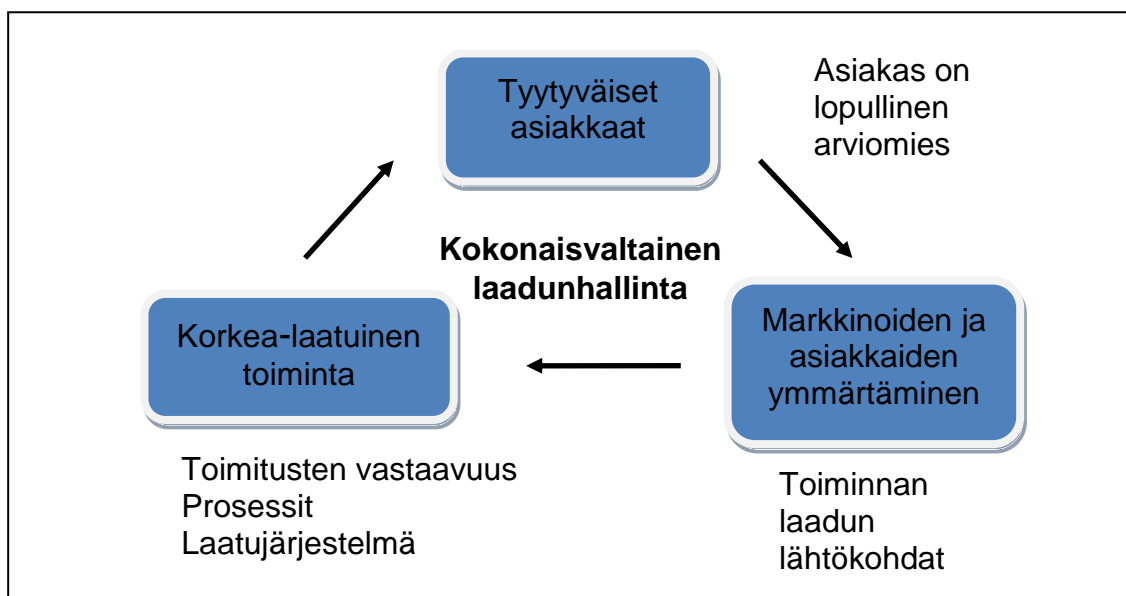 Tyytyväiset
asiakkaat
Asiakas on
lopullinen
arviomies
Kokonaisvaltainen
laadunhallinta
Korkea-laatuinen
toiminta
Markkinoiden ja
asiakkaiden
ymmärtäminen
Toimitusten vastaavuus
Prosessit
Laatujärjestelmä
Toiminnan
laadun
lähtökohdat